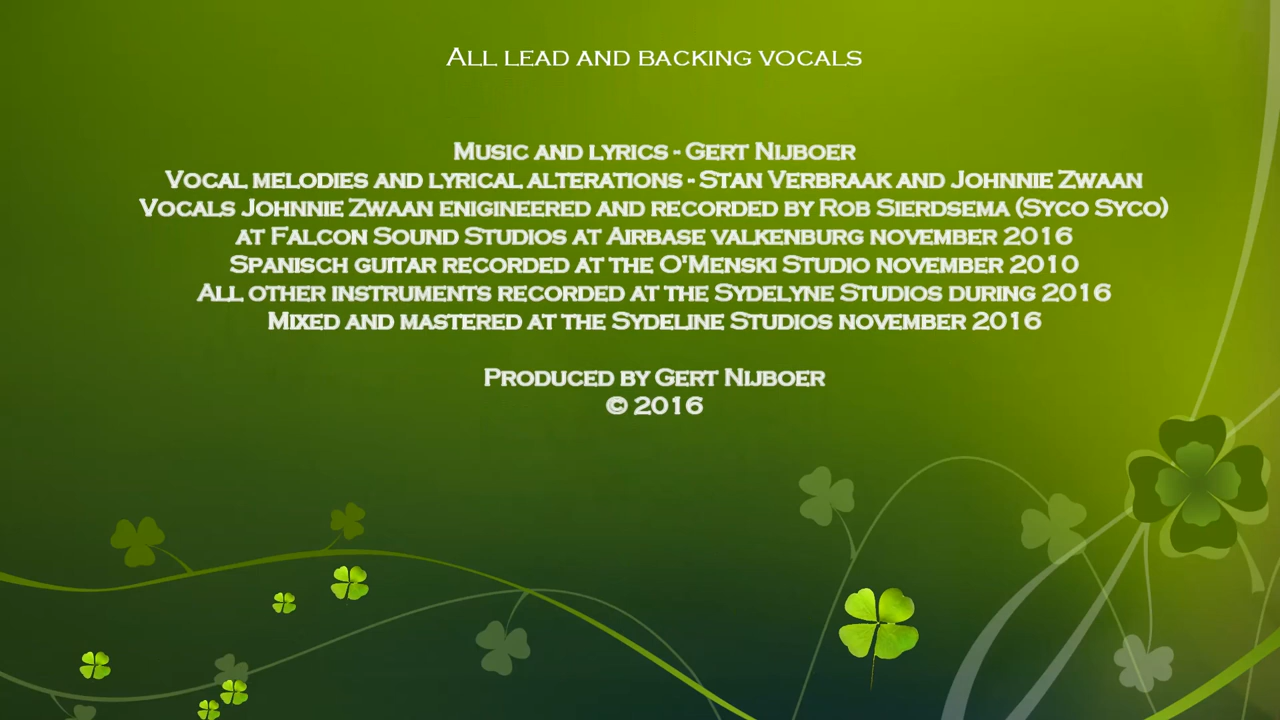 All lead and backing vocals
Music and lyrics - Gert Nijboer
Vocal melodies and lyrical alterations - Stan Verbraak and Johnnie Zwaan
Vocals Johnnie Zwaan enigineered and recorded by Rob Sierdsema (Syco Syco)
at Falcon Sound Studios at Airbase valkenburg november 2016
Spanisch guitar recorded at the O'Menski Studio november 2010
All other instruments recorded at the Sydelyne Studios during 2016
Mixed and mastered at the Sydeline Studios november 2016
Produced by Gert Nijboer
© 2016